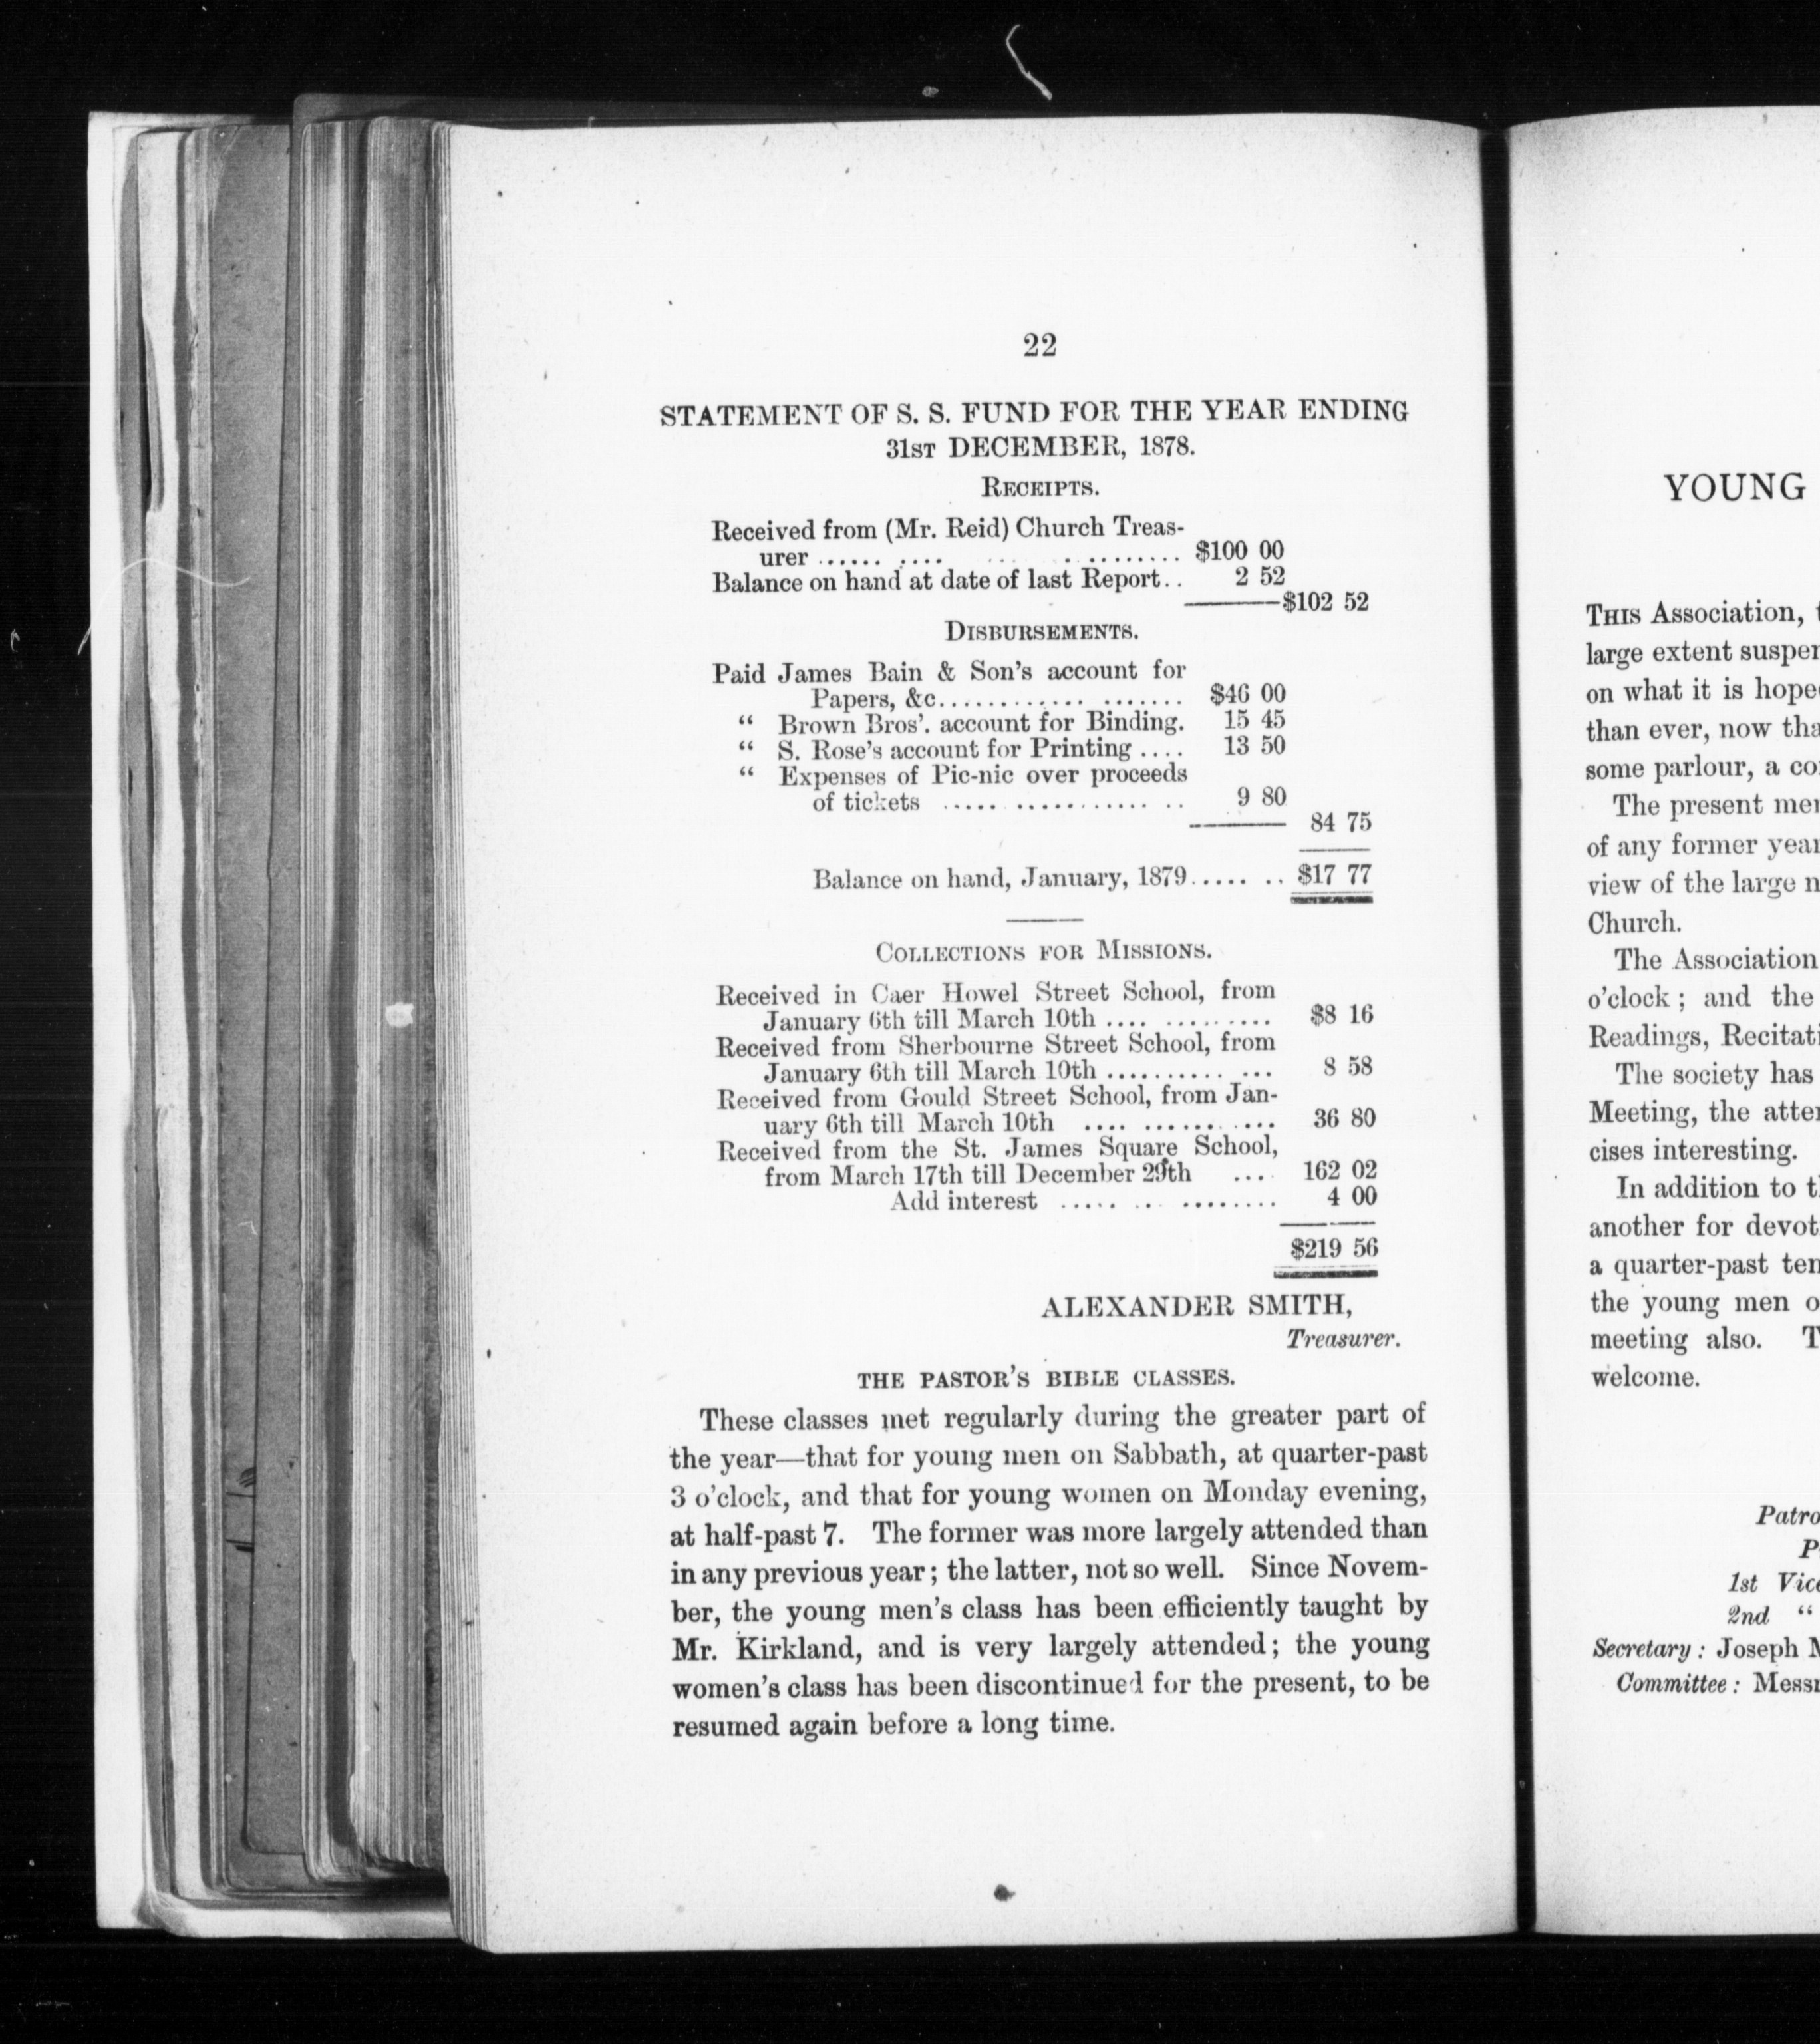 22
STATEMENT OF S. S. FUND FOR THE YEAR ENDING
31ST DECEMBER, 1878.
RECEIPTS.
Received from (Mr. Reid) Church Treas-
urer ...... .... ... . ........ $100 00
Balance on hand at date of last Report.. 2 52
$102 52
DISBURSEMENTS.
Paid James Bain & Son's account for
Papers, &c............. ....... $46 00
“ Brown Bros'. account for Binding. 15 45
“ S. Rose's account for Printing .... 13 50
“ Expenses of Pic-nic over proceeds
of tickets ..... ............ .. 9 80
84 75
Balance on hand, January, 1879...... .. $17 77
COLLECTIONS FOR MISSIONS.
Received in Caer Howel Street School, from
January 6th till March 10th .... .......... $8 16
Received from Sherbourne Street School, from
January 6th till March 10th .......... ... 8 58
Received from Gould Street School, from Jan-
uary 6th till March 10th .... ....... .... 36 80
Received from the St. James Square School,
from March 17th till December 29th .... 162 02
Add interest ..... .. ........ 4 00
$219 56
ALEXANDER SMITH,
Treasurer.
THE PASTOR'S BIBLE CLASSES.
These classes met regularly during the greater part of
the year—that for young men on Sabbath, at quarter-past
3 o'clock, and that for young women on Monday evening,
at half-past 7. The former was more largely attended than
in any previous year; the latter, not so well. Since Novem-
ber, the young men's class has been efficiently taught by
Mr. Kirkland, and is very largely attended; the young
women's class has been discontinued for the present, to be
resumed again before a long time.
YOUNG
THIS Association,
large extent
on what it is
than ever, now
some parlour, a
The present
of any former
view of the large
Church.
The Association
o'clock; and the
Readings,
The society has
Meeting, the
cises interesting.
In addition to
another for
a quarter-past
the young men
meeting also.
welcome.
1st
2nd “
Secretary: Joseph
Committee: